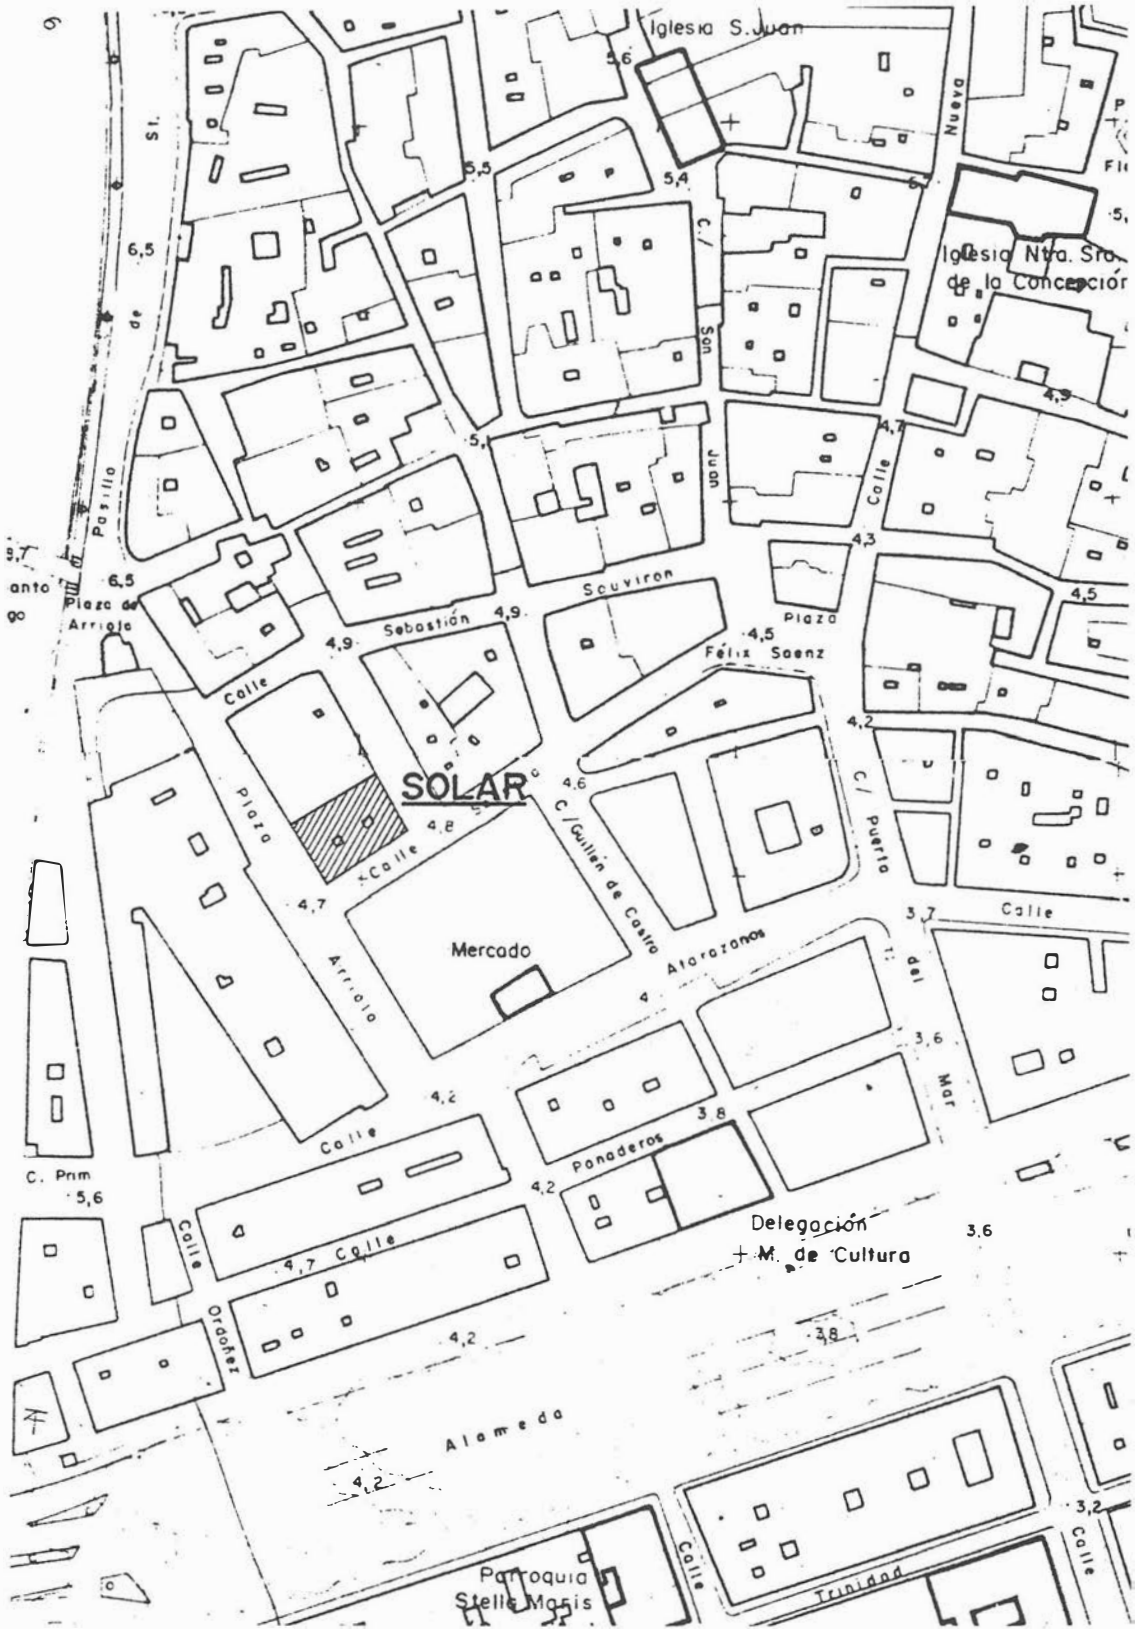 Iglesia S.Juan
5,6
Nueva
St.
5,5
5,4
C./
6,5
de
Iglesia Ntra. Sra.
de la Concepción
San
4,9
4,7
5,1
Juan
Calle
Pasillo
4,3
6,5
anto
go
Plaza de
Arriola
Souviron
4,5
Sebastián
4,9
Plaza
4,5
Félix Saenz
4,9
Calle
4,2
SOLAR
4,6
Plaza
4,8
Calle
C/Guillén de Castro
C/ Puerta
4,7
3,7
Calle
Mercado
Atarazanas
del
Arriola
4
3,6
Mar
4,2
3,8
Calle
Panaderos
C. Prim
5,6
4,2
Delegación
M. de Cultura
3,6
Calle
4,7
Calle
Ordoñez
4,2
3,8
Alameda
4,2
3,2
Calle
Calle
Trinidad
Parroquia
Stella Maris